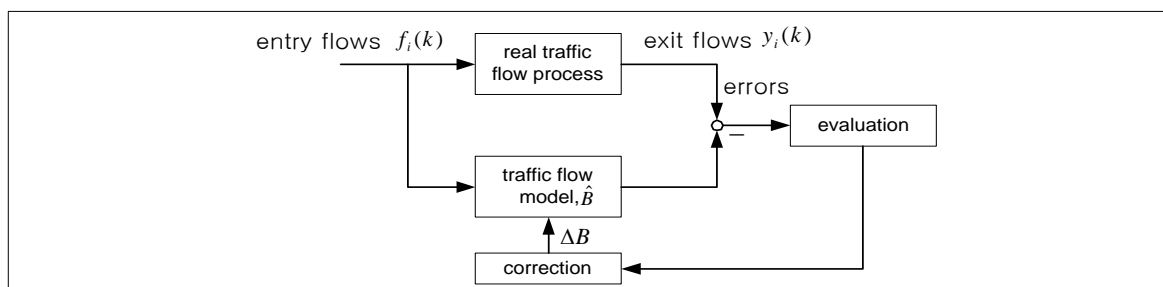 entry flows f_i(k)
real traffic
flow process
exit flows y_i(k)
errors
−
evaluation
traffic flow
model, B̂
ΔB
correction